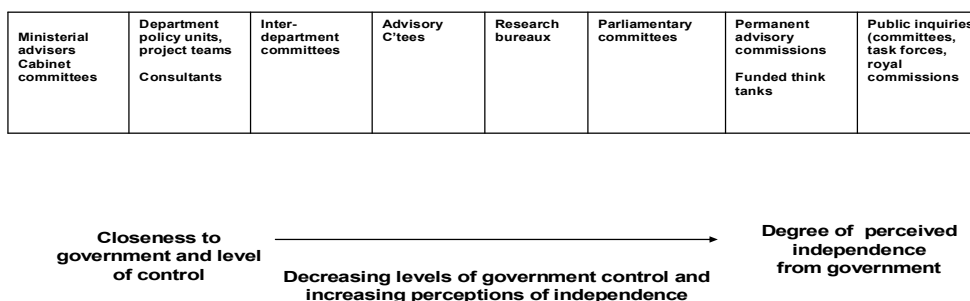 Ministerial
advisers
Cabinet
committees
Department
policy units,
project teams
Consultants
Inter-
department
committees
Advisory
C'tees
Research
bureaux
Parliamentary
committees
Permanent
advisory
commissions
Funded think
tanks
Public inquiries
(committees,
task forces,
royal
commissions
Closeness to
government and level
of control
Decreasing levels of government control and
increasing perceptions of independence
Degree of perceived
independence
from government